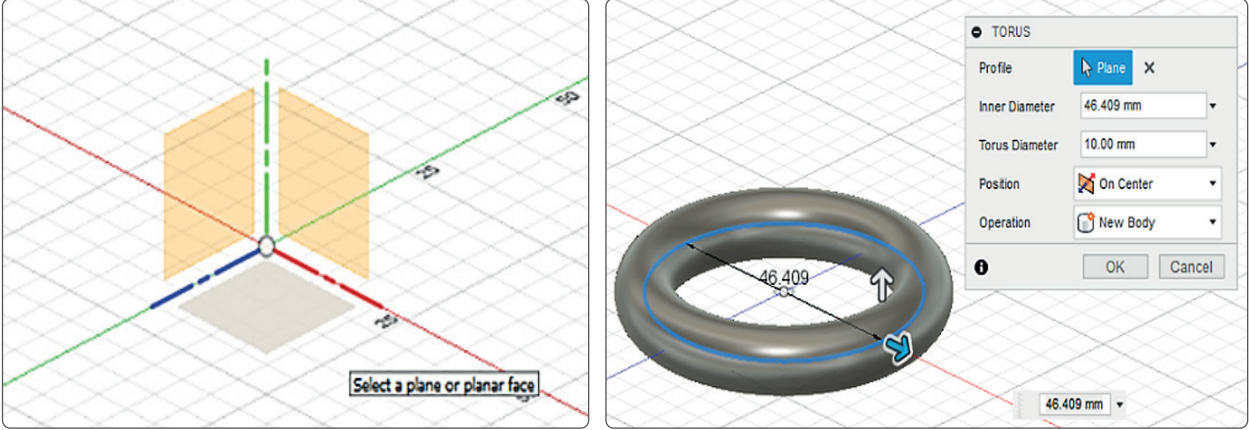 50
25
25
Select a plane or planar face
TORUS
Profile
Plane
Inner Diameter
46.409 mm
Torus Diameter
10.00 mm
Position
On Center
Operation
New Body
OK
Cancel
46.409
46.409 mm